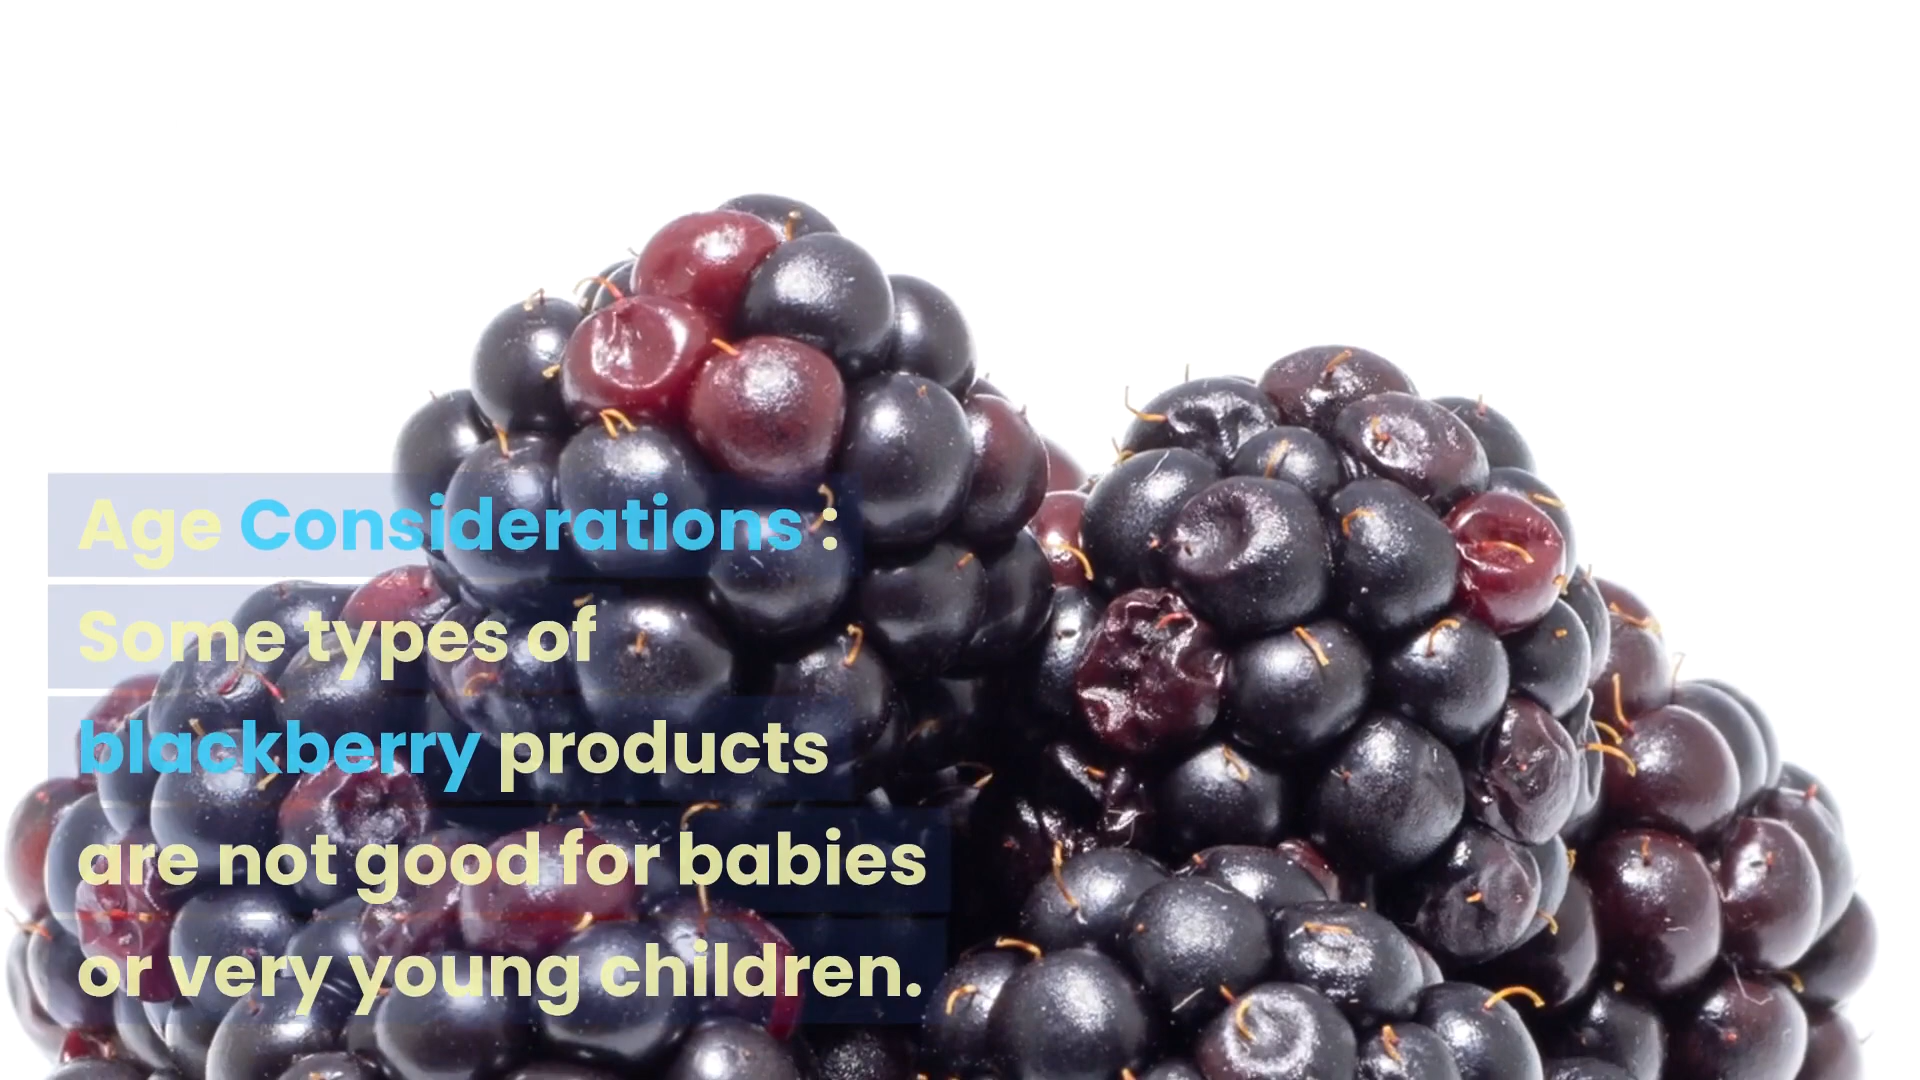 Age Considerations :
Some types of
blackberry products
are not good for babies
or very young children.